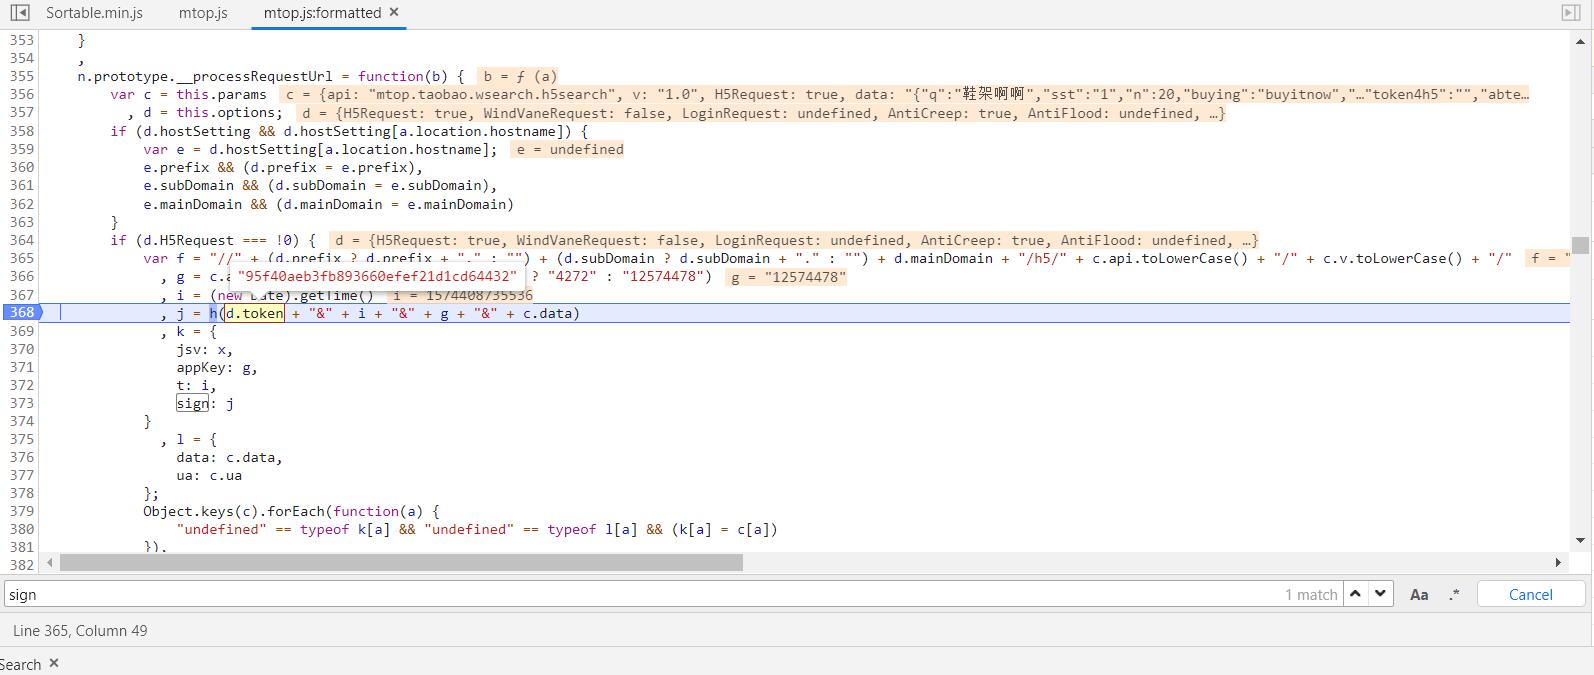 Sortable.min.js mtop.js mtop.js:formatted ×
353 }
354 ,
355 n.prototype.__processRequestUrl = function(b) { b = ƒ (a)
356 var c = this.params c = {api: "mtop.taobao.wsearch.h5search", v: "1.0", H5Request: true, data: "{"q":"鞋架啊啊","sst":"1","n":20,"buying":"buyitnow","…"token4h5":"","abte…
357 , d = this.options; d = {H5Request: true, WindVaneRequest: false, LoginRequest: undefined, AntiCreep: true, AntiFlood: undefined, …}
358 if (d.hostSetting && d.hostSetting[a.location.hostname]) {
359 var e = d.hostSetting[a.location.hostname]; e = undefined
360 e.prefix && (d.prefix = e.prefix),
361 e.subDomain && (d.subDomain = e.subDomain),
362 e.mainDomain && (d.mainDomain = e.mainDomain)
363 }
364 if (d.H5Request === !0) { d = {H5Request: true, WindVaneRequest: false, LoginRequest: undefined, AntiCreep: true, AntiFlood: undefined, …}
365 var f = "//" + (d.prefix ? d.prefix + "." : "") + (d.subDomain ? d.subDomain + "." : "") + d.mainDomain + "/h5/" + c.api.toLowerCase() + "/" + c.v.toLowerCase() + "/" f = "
366 , g = c.a "95f40aeb3fb893660efef21d1cd64432" ? "4272" : "12574478") g = "12574478"
367 , i = (new Date).getTime() i = 1574408735536
368 , j = h(d.token + "&" + i + "&" + g + "&" + c.data)
369 , k = {
370 jsv: x,
371 appKey: g,
372 t: i,
373 sign: j
374 }
375 , l = {
376 data: c.data,
377 ua: c.ua
378 };
379 Object.keys(c).forEach(function(a) {
380 "undefined" == typeof k[a] && "undefined" == typeof l[a] && (k[a] = c[a])
381 }),
382
sign 1 match Aa .* Cancel
Line 365, Column 49
Search ×